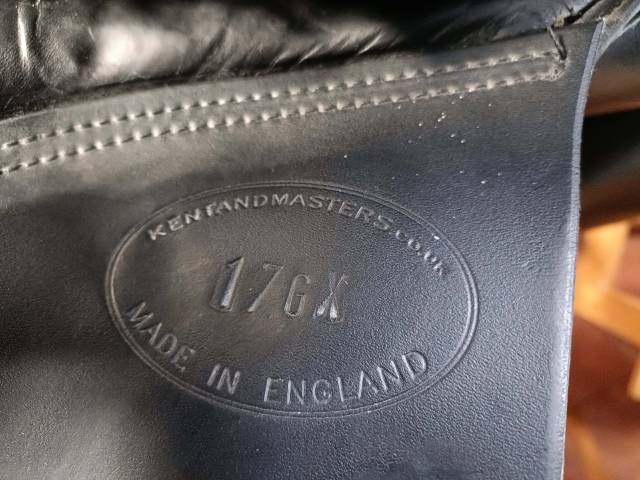 KENTANDMASTERS.co.uk
17GX
MADE IN ENGLAND